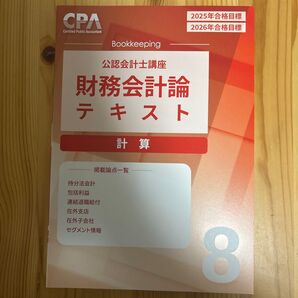 CPA
Certified Public Accountant
2025年合格目標
2026年合格目標
Bookkeeping
公認会計士講座
財務会計論
テキスト
計算
掲載論点一覧
持分法会計
包括利益
連結退職給付
在外支店
在外子会社
セグメント情報
8